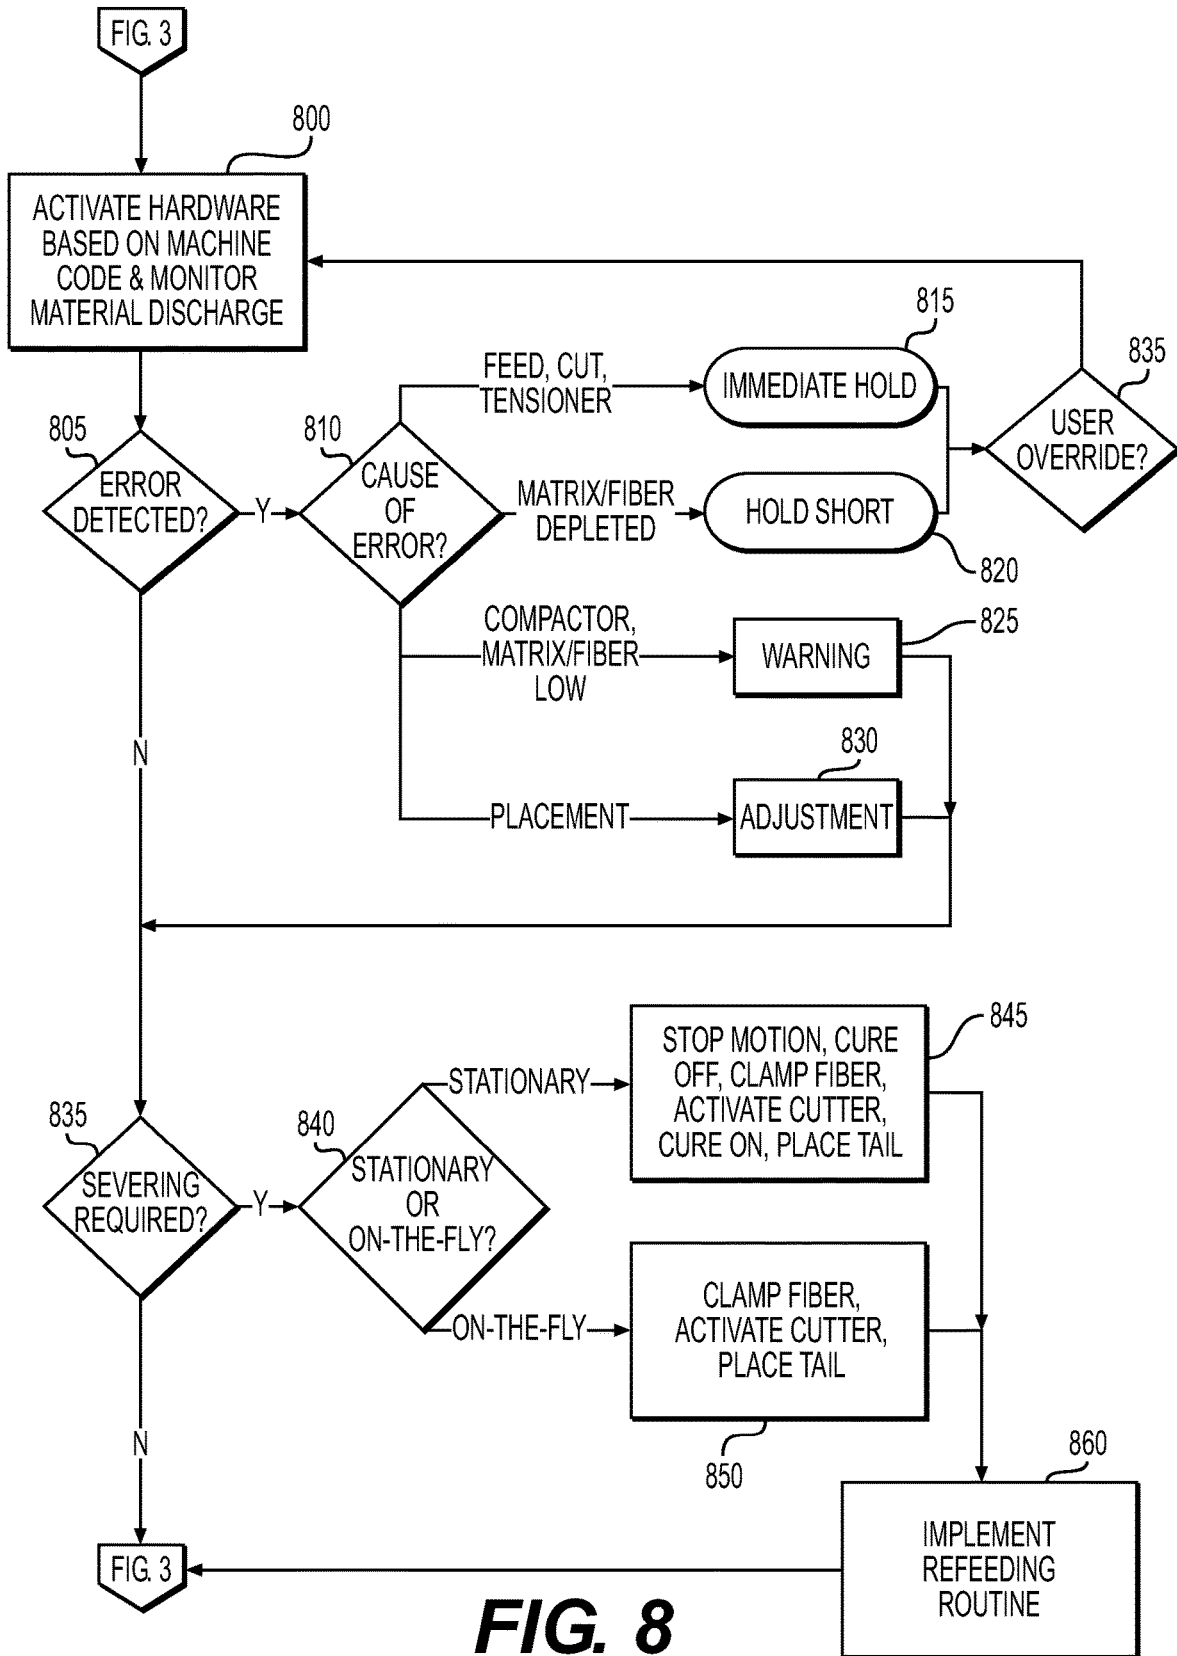 FIG. 3
800
ACTIVATE HARDWARE
BASED ON MACHINE
CODE & MONITOR
MATERIAL DISCHARGE
805
ERROR
DETECTED?
Y
810
CAUSE
OF
ERROR?
FEED, CUT,
TENSIONER
815
IMMEDIATE HOLD
835
USER
OVERRIDE?
MATRIX/FIBER
DEPLETED
HOLD SHORT
820
COMPACTOR,
MATRIX/FIBER
LOW
825
WARNING
N
830
PLACEMENT
ADJUSTMENT
835
SEVERING
REQUIRED?
Y
840
STATIONARY
OR
ON-THE-FLY?
STATIONARY
845
STOP MOTION, CURE
OFF, CLAMP FIBER,
ACTIVATE CUTTER,
CURE ON, PLACE TAIL
ON-THE-FLY
CLAMP FIBER,
ACTIVATE CUTTER,
PLACE TAIL
850
N
860
IMPLEMENT
REFEEDING
ROUTINE
FIG. 3
FIG. 8